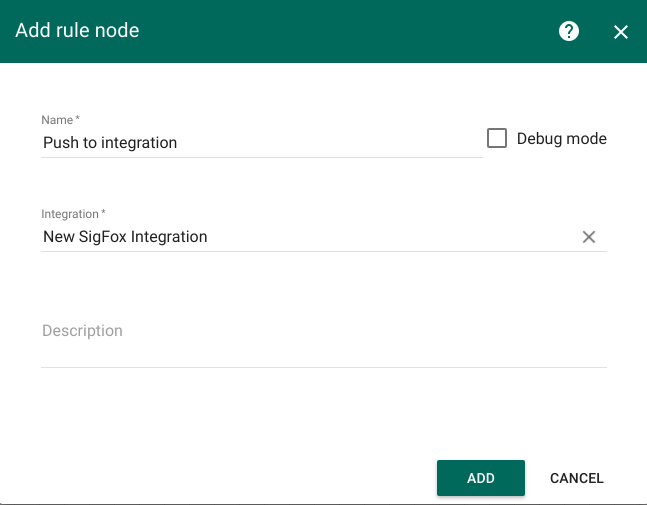 Add rule node
Name *
Push to integration
Debug mode
Integration *
New SigFox Integration
Description
ADD
CANCEL